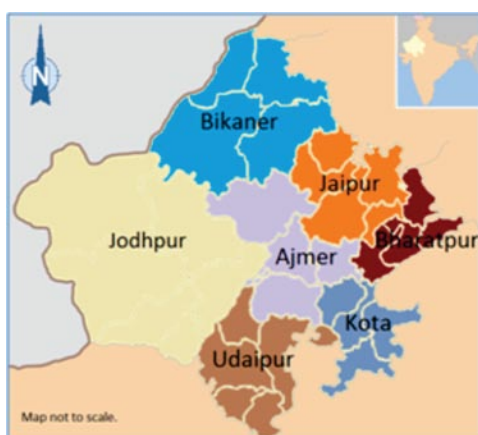 N
Bikaner
Jaipur
Jodhpur
Bharatpur
Ajmer
Kota
Udaipur
Map not to scale.